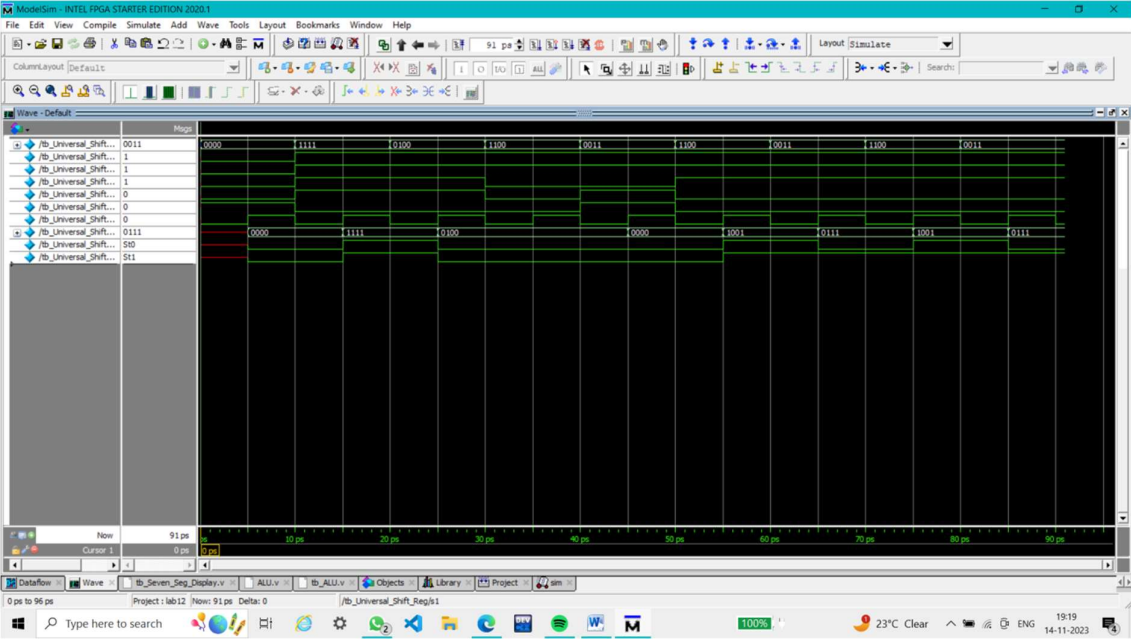 ModelSim - INTEL FPGA STARTER EDITION 2020.1
File Edit View Compile Simulate Add Wave Tools Layout Bookmarks Window Help
91 ps Layout Simulate
ColumnLayout Default Search:
Wave - Default
Msgs
/tb_Universal_Shift... 0011 0000 1111 0100 1100 0011 1100 0011 1100 0011
/tb_Universal_Shift... 1
/tb_Universal_Shift... 1
/tb_Universal_Shift... 1
/tb_Universal_Shift... 0
/tb_Universal_Shift... 0
/tb_Universal_Shift... 0
/tb_Universal_Shift... 0111 0000 1111 0100 0000 1001 0111 1001 0111
/tb_Universal_Shift... St0
/tb_Universal_Shift... St1
Now 91 ps ps 10 ps 20 ps 30 ps 40 ps 50 ps 60 ps 70 ps 80 ps 90 ps
Cursor 1 0 ps 0 ps
Dataflow Wave tb_Seven_Seg_Display.v ALU.v tb_ALU.v Objects Library Project sim
0 ps to 96 ps Project : lab12 Now: 91 ps Delta: 0 /tb_Universal_Shift_Reg/s1
Type here to search 2 DEV 100% 23°C Clear ENG 19:19
14-11-2023 4